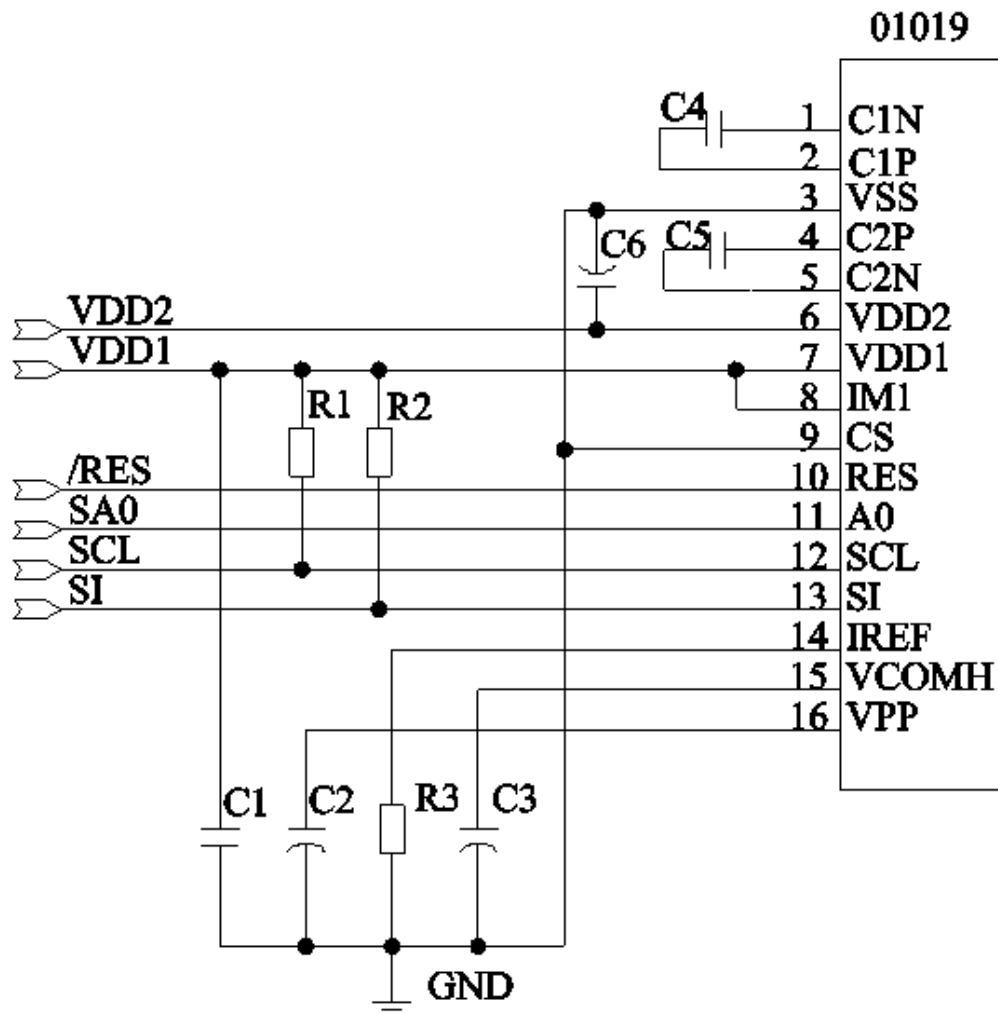 01019
C4 1 C1N
2 C1P
3 VSS
C6 C5 4 C2P
5 C2N
VDD2 6 VDD2
VDD1 7 VDD1
R1 R2 8 IM1
9 CS
/RES 10 RES
SA0 11 A0
SCL 12 SCL
SI 13 SI
14 IREF
15 VCOMH
16 VPP
C1 C2 R3 C3
GND